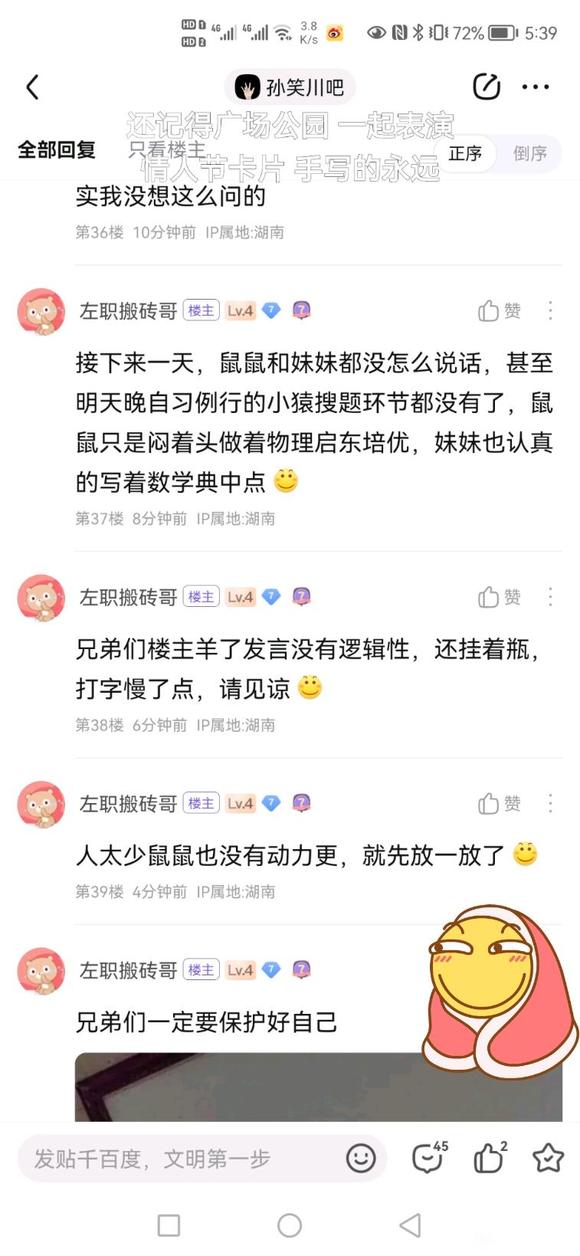 HD 1 4G 4G 3.8 72% 5:39
HD 2 K/s
孙笑川吧
还记得广场公园 一起表演
全部回复 只看楼主 正序 倒序
情人节卡片 手写的永远
实我没想这么问的
第36楼 10分钟前 IP属地:湖南
左职搬砖哥 楼主 Lv.4 7 赞
接下来一天，鼠鼠和妹妹都没怎么说话，甚至
明天晚自习例行的小猿搜题环节都没有了，鼠
鼠只是闷着头做着物理启东培优，妹妹也认真
的写着数学典中点
第37楼 8分钟前 IP属地:湖南
左职搬砖哥 楼主 Lv.4 7 赞
兄弟们楼主羊了发言没有逻辑性，还挂着瓶，
打字慢了点，请见谅
第38楼 6分钟前 IP属地:湖南
左职搬砖哥 楼主 Lv.4 7 赞
人太少鼠鼠也没有动力更，就先放一放了
第39楼 4分钟前 IP属地:湖南
左职搬砖哥 楼主 Lv.4 7
兄弟们一定要保护好自己
发贴千百度，文明第一步 45 2